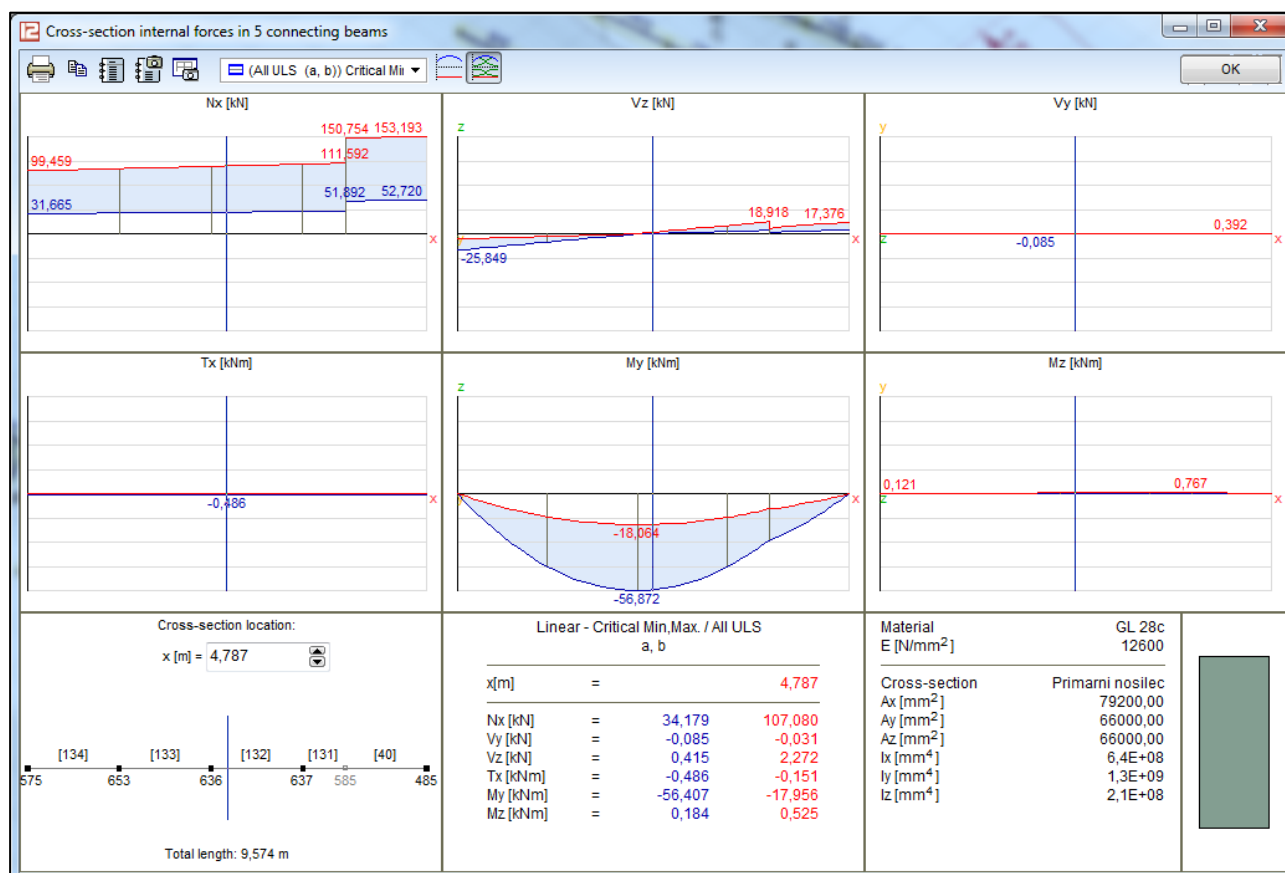 Cross-section internal forces in 5 connecting beams
(All ULS (a, b)) Critical Mi
OK
Nx [kN]
150,754 153,193
99,459
111,592
31,665
51,892 52,720
x
Vz [kN]
z
18,918 17,376
x
-25,849
Vy [kN]
y
0,392
z
-0,085
x
Tx [kNm]
-0,486
x
My [kNm]
z
x
-18,064
-56,872
Mz [kNm]
y
0,121
0,767
z
x
Cross-section location:
x [m] = 4,787
[134] [133] [132] [131] [40]
575 653 636 637 585 485
Total length: 9,574 m
Linear - Critical Min,Max. / All ULS
a, b
x[m] = 4,787
Nx [kN] = 34,179 107,080
Vy [kN] = -0,085 -0,031
Vz [kN] = 0,415 2,272
Tx [kNm] = -0,486 -0,151
My [kNm] = -56,407 -17,956
Mz [kNm] = 0,184 0,525
Material GL 28c
E [N/mm²] 12600
Cross-section Primarni nosilec
Ax [mm²] 79200,00
Ay [mm²] 66000,00
Az [mm²] 66000,00
Ix [mm⁴] 6,4E+08
Iy [mm⁴] 1,3E+09
Iz [mm⁴] 2,1E+08